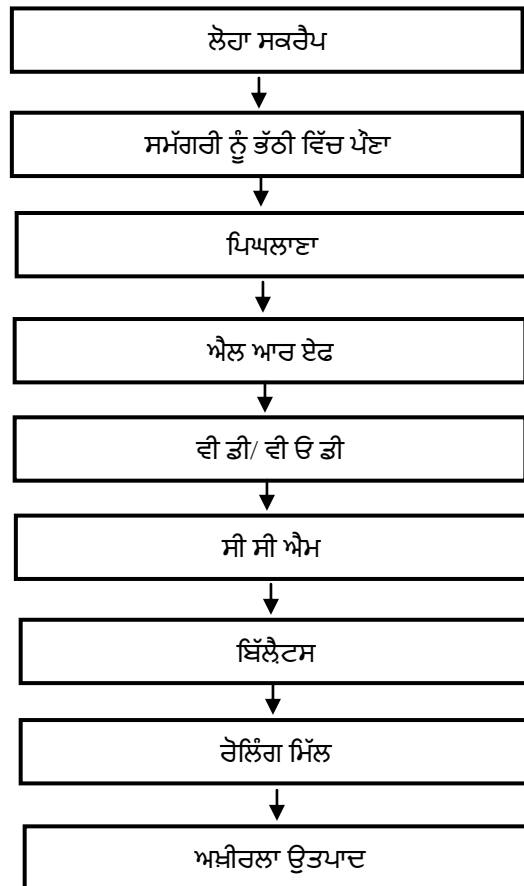 ਲੋਹਾ ਸਕਰੈਪ
ਸਮੱਗਰੀ ਨੂੰ ਭੱਠੀ ਵਿੱਚ ਪੌਣਾ
ਪਿਘਲਾਣਾ
ਐਲ ਆਰ ਏਫ
ਵੀ ਡੀ/ ਵੀ ਓ ਡੀ
ਸੀ ਸੀ ਐਮ
ਬਿੱਲੈਟਸ
ਰੋਲਿੰਗ ਮਿੱਲ
ਅਖ਼ੀਰਲਾ ਉਤਪਾਦ